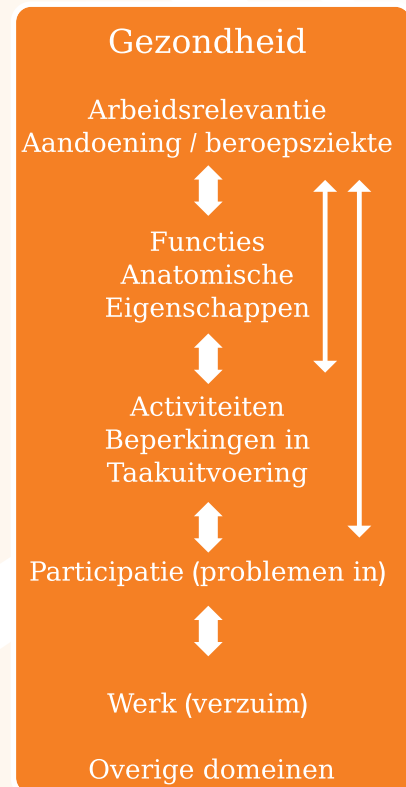 Gezondheid
Arbeidsrelevantie
Aandoening / beroepsziekte
Functies
Anatomische
Eigenschappen
Activiteiten
Beperkingen in
Taakuitvoering
Participatie (problemen in)
Werk (verzuim)
Overige domeinen